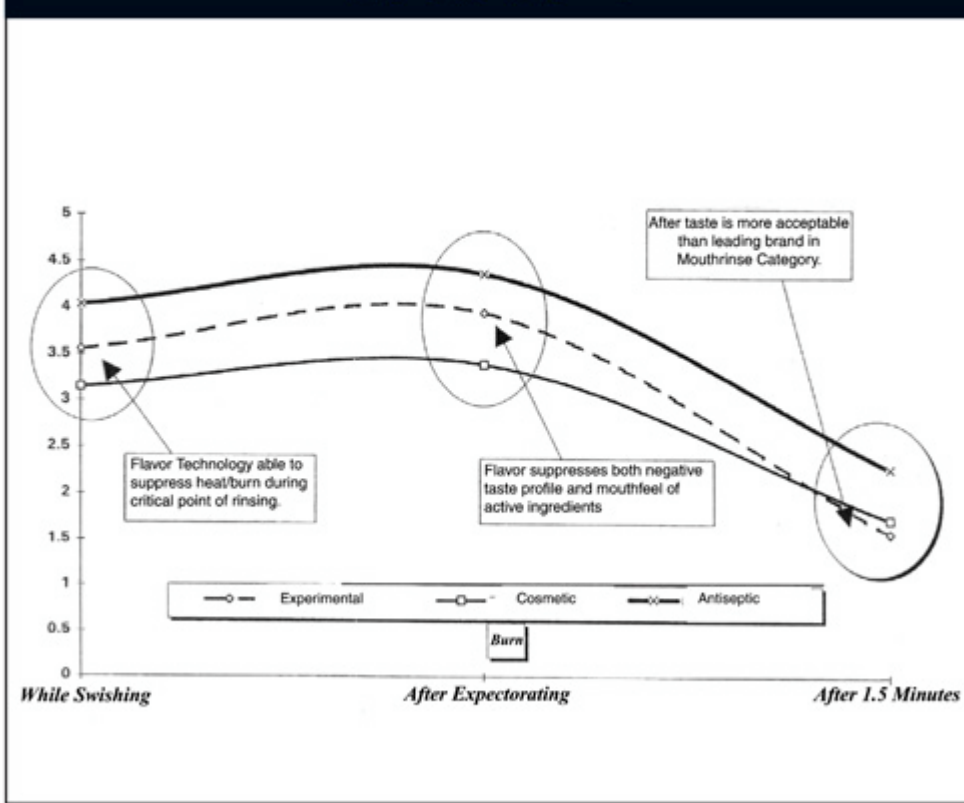 5
4.5
4
3.5
3
2.5
2
1.5
1
0.5
0
After taste is more acceptable
than leading brand in
Mouthrinse Category.
Flavor Technology able to
suppress heat/burn during
critical point of rinsing.
Flavor suppresses both negative
taste profile and mouthfeel of
active ingredients
Experimental Cosmetic Antiseptic
Burn
While Swishing After Expectorating After 1.5 Minutes